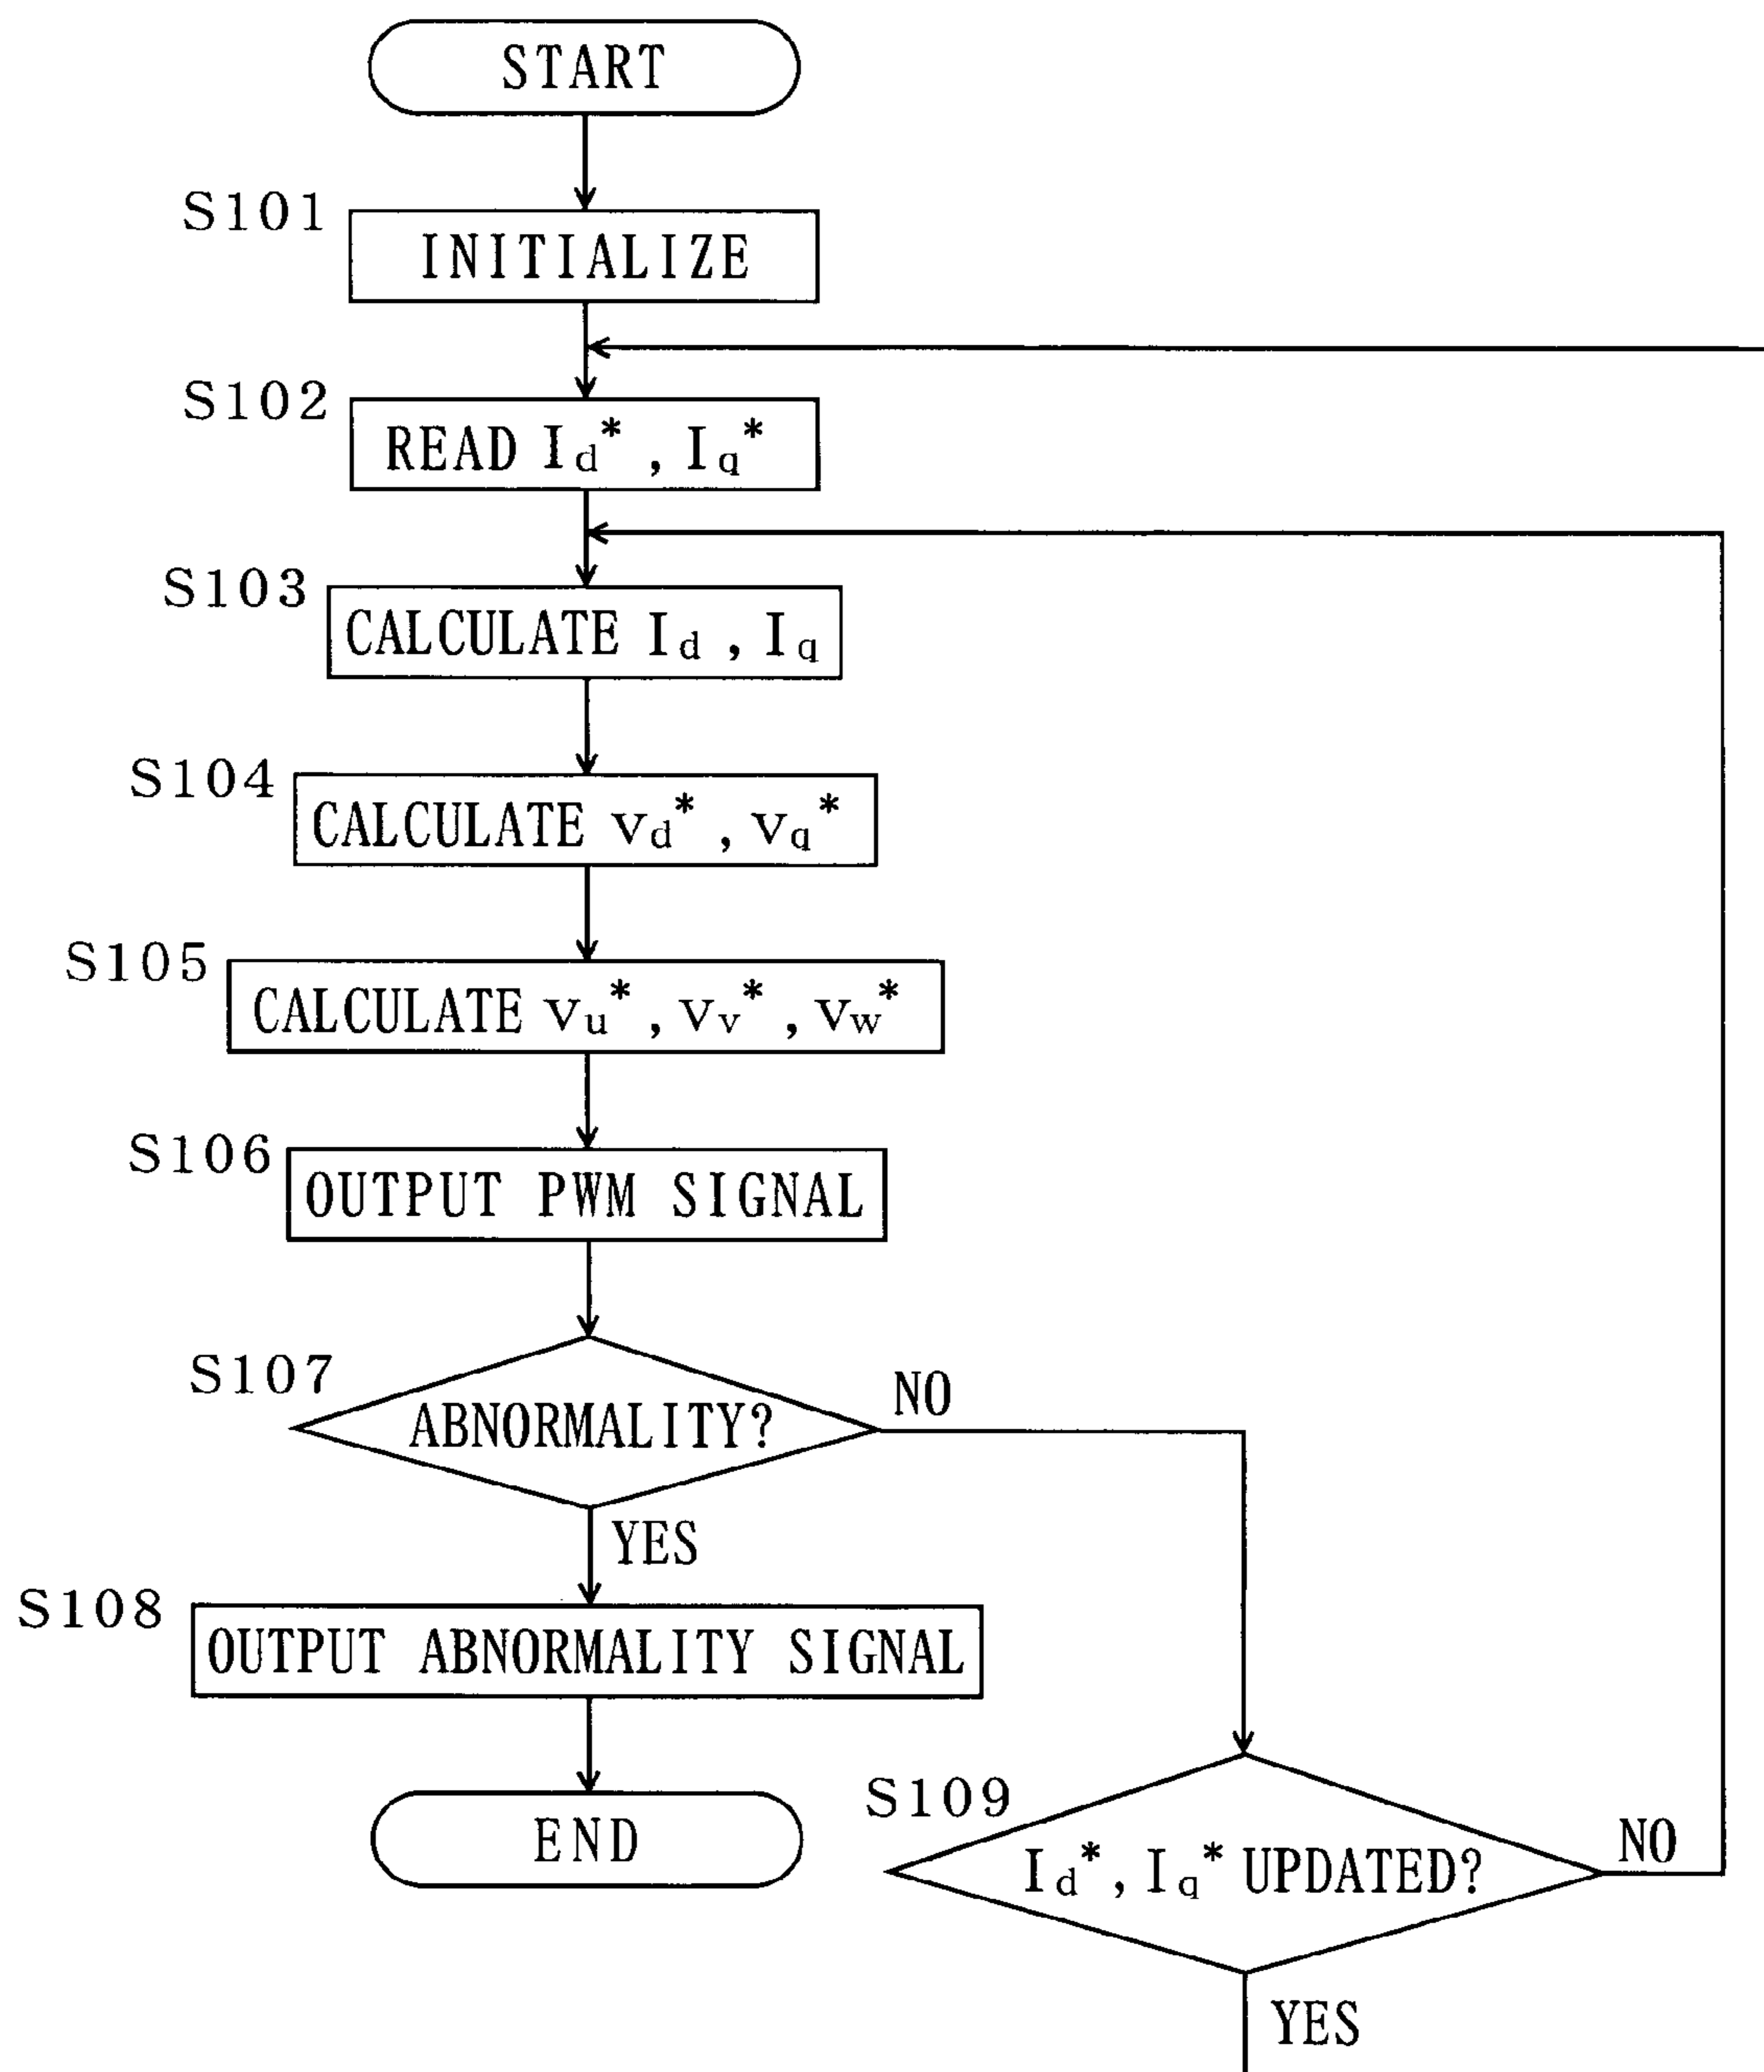 START
S101
INITIALIZE
S102
READ Id*, Iq*
S103
CALCULATE Id, Iq
S104
CALCULATE Vd*, Vq*
S105
CALCULATE Vu*, Vv*, Vw*
S106
OUTPUT PWM SIGNAL
S107
ABNORMALITY?
NO
YES
S108
OUTPUT ABNORMALITY SIGNAL
END
S109
Id*, Iq* UPDATED?
NO
YES